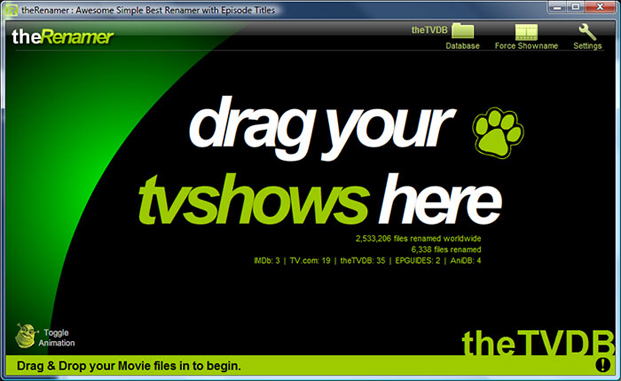 theRenamer : Awesome Simple Best Renamer with Episode Titles
theRenamer
theTVDB
Database
Force Showname
Settings
drag your
tvshows here
2,533,206 files renamed worldwide
6,338 files renamed
IMDb: 3 | TV.com: 19 | theTVDB: 35 | EPGUIDES: 2 | AniDB: 4
Toggle
Animation
theTVDB
Drag & Drop your Movie files in to begin.